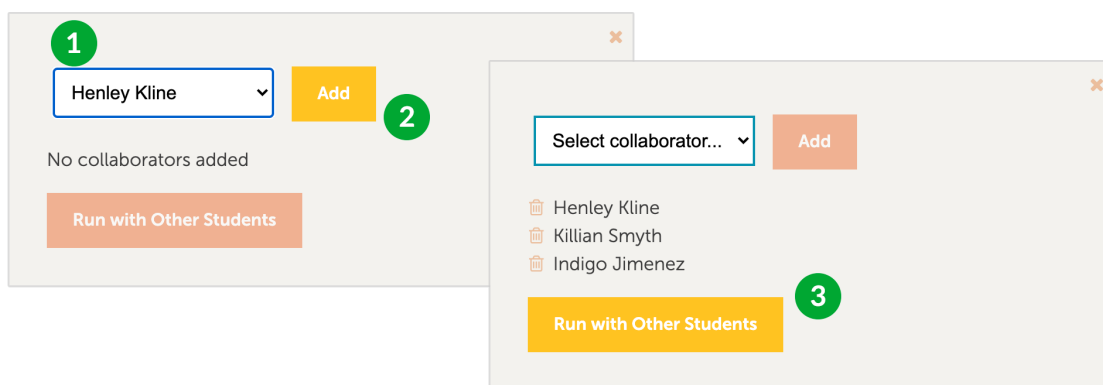 1
Henley Kline
Add
2
No collaborators added
Run with Other Students
Select collaborator...
Add
Henley Kline
Killian Smyth
Indigo Jimenez
3
Run with Other Students